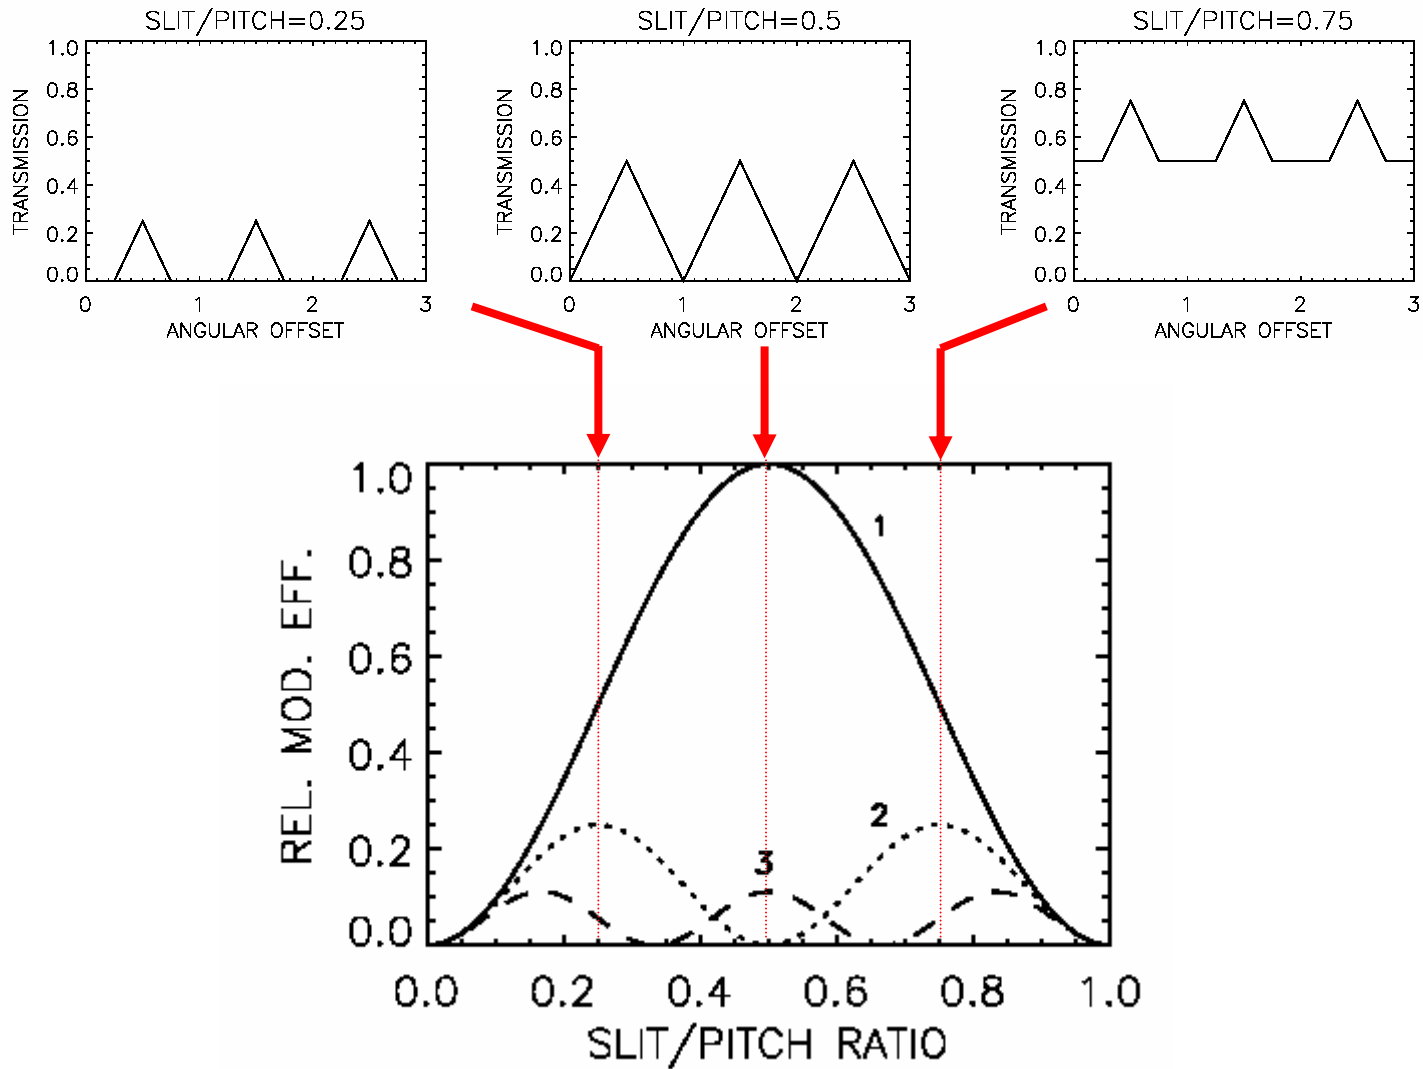 SLIT/PITCH=0.25
1.0
0.8
0.6
0.4
0.2
0.0
TRANSMISSION
0 1 2 3
ANGULAR OFFSET
SLIT/PITCH=0.5
1.0
0.8
0.6
0.4
0.2
0.0
TRANSMISSION
0 1 2 3
ANGULAR OFFSET
SLIT/PITCH=0.75
1.0
0.8
0.6
0.4
0.2
0.0
TRANSMISSION
0 1 2 3
ANGULAR OFFSET
1.0
0.8
0.6
0.4
0.2
0.0
REL. MOD. EFF.
1
2
3
0.0 0.2 0.4 0.6 0.8 1.0
SLIT/PITCH RATIO